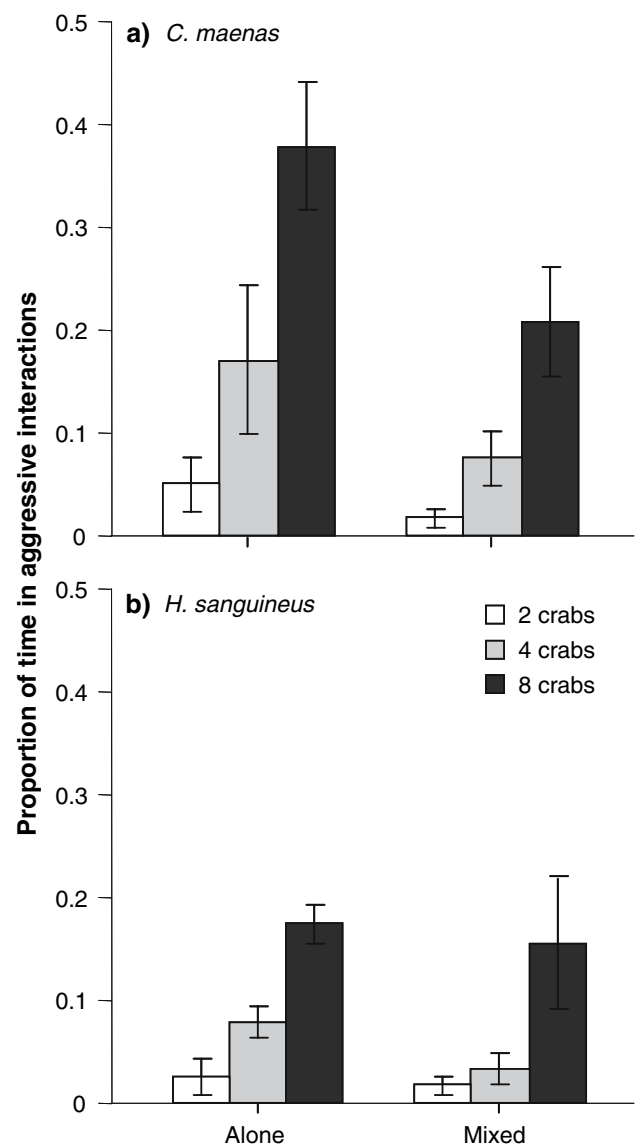 Proportion of time in aggressive interactions
a) C. maenas
0.5
0.4
0.3
0.2
0.1
0
b) H. sanguineus
0.5
0.4
0.3
0.2
0.1
0
2 crabs
4 crabs
8 crabs
Alone Mixed